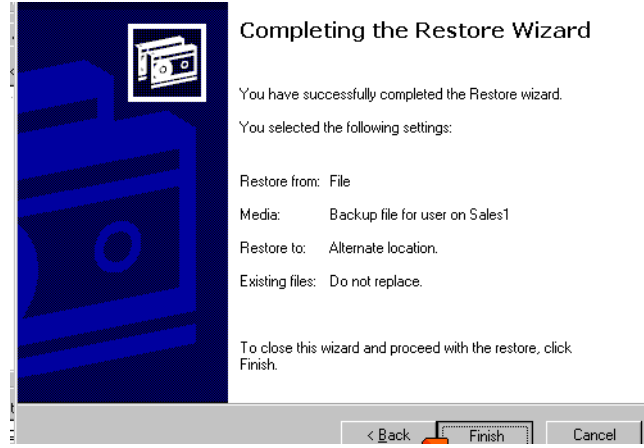 Completing the Restore Wizard
You have successfully completed the Restore wizard.
You selected the following settings:
Restore from: File
Media: Backup file for user on Sales1
Restore to: Alternate location.
Existing files: Do not replace.
To close this wizard and proceed with the restore, click
Finish.
< Back Finish Cancel